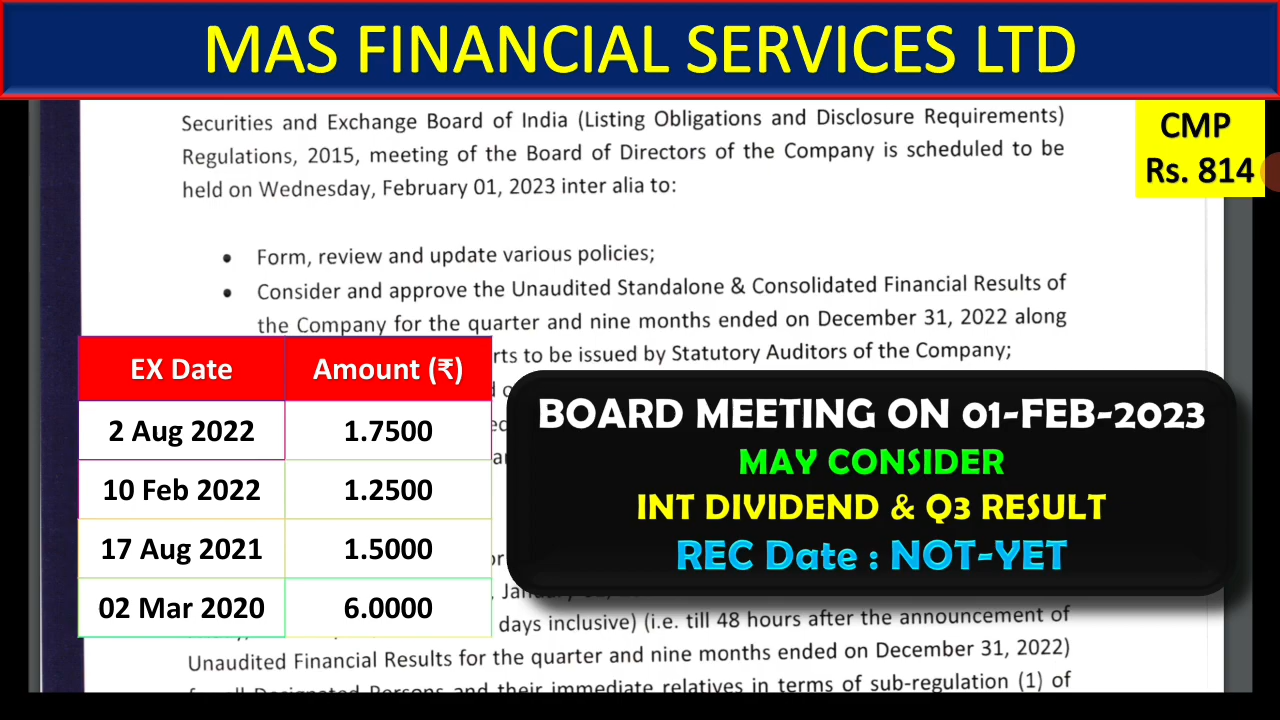 MAS FINANCIAL SERVICES LTD
CMP
Rs. 814
Securities and Exchange Board of India (Listing Obligations and Disclosure Requirements)
Regulations, 2015, meeting of the Board of Directors of the Company is scheduled to be
held on Wednesday, February 01, 2023 inter alia to:
• Form, review and update various policies;
• Consider and approve the Unaudited Standalone & Consolidated Financial Results of
the Company for the quarter and nine months ended on December 31, 2022 along
to be issued by Statutory Auditors of the Company;
EX Date Amount (₹)
2 Aug 2022 1.7500
10 Feb 2022 1.2500
17 Aug 2021 1.5000
02 Mar 2020 6.0000
BOARD MEETING ON 01-FEB-2023
MAY CONSIDER
INT DIVIDEND & Q3 RESULT
REC Date : NOT-YET
days inclusive) (i.e. till 48 hours after the announcement of
Unaudited Financial Results for the quarter and nine months ended on December 31, 2022)
Designated Persons and their immediate relatives in terms of sub-regulation (1) of